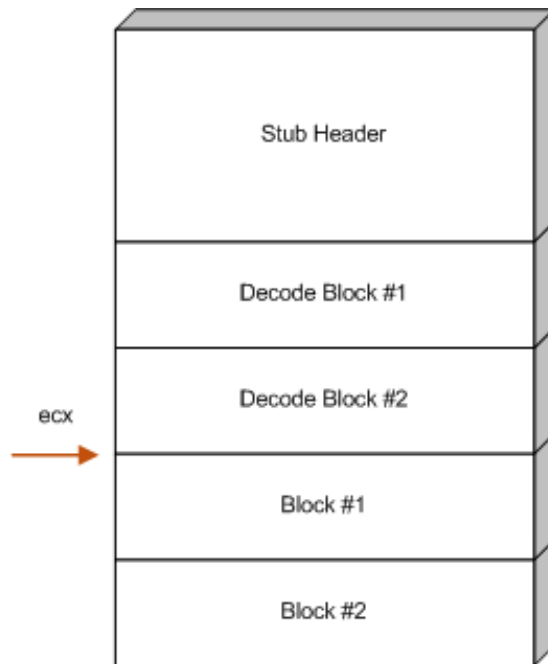 Stub Header
Decode Block #1
Decode Block #2
ecx
Block #1
Block #2